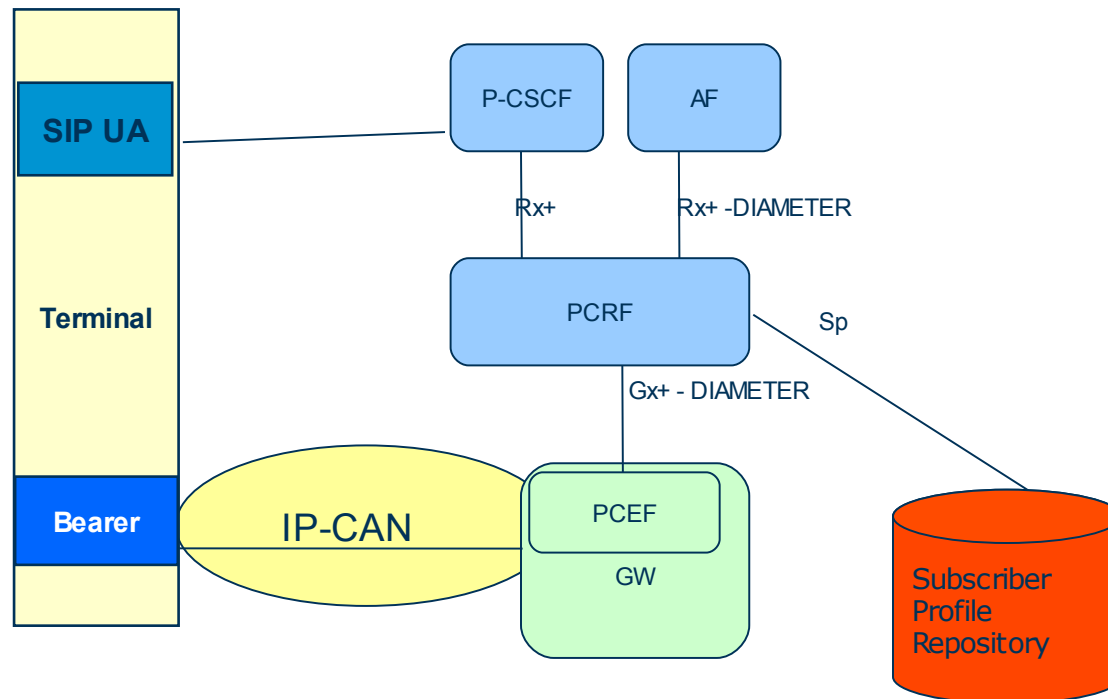 P-CSCF
AF
SIP UA
Rx+
Rx+ -DIAMETER
Terminal
PCRF
Sp
Gx+ - DIAMETER
Bearer
IP-CAN
PCEF
GW
Subscriber
Profile
Repository